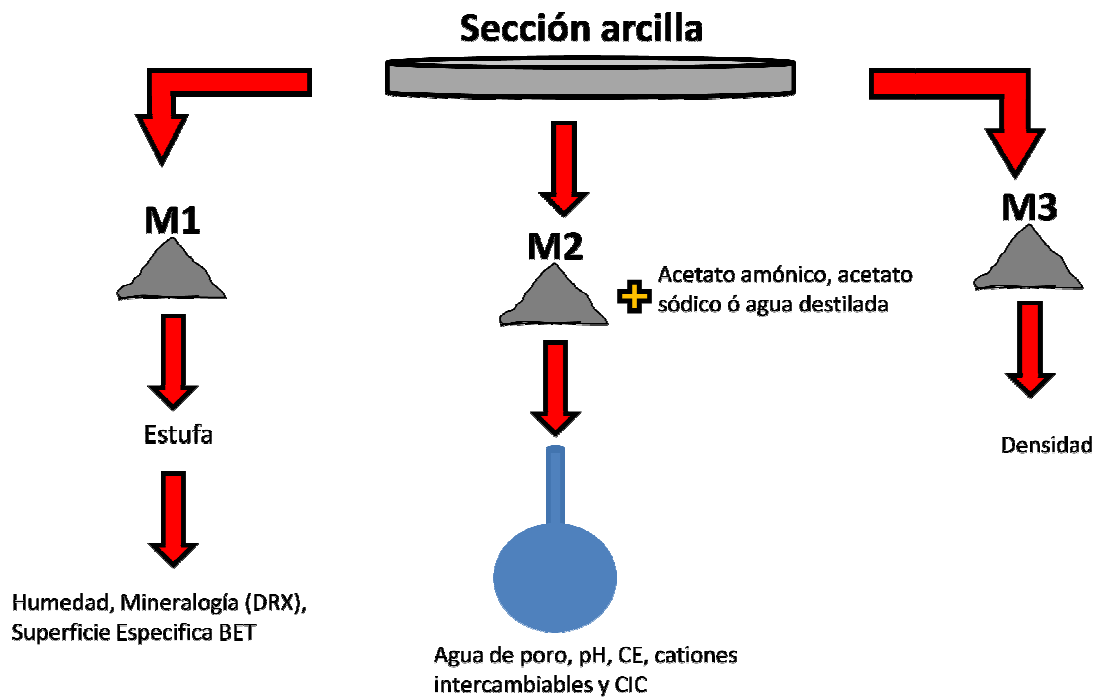 Sección arcilla
M1
M2
M3
Acetato amónico, acetato
sódico ó agua destilada
Estufa
Densidad
Humedad, Mineralogía (DRX),
Superficie Especifica BET
Agua de poro, pH, CE, cationes
intercambiables y CIC